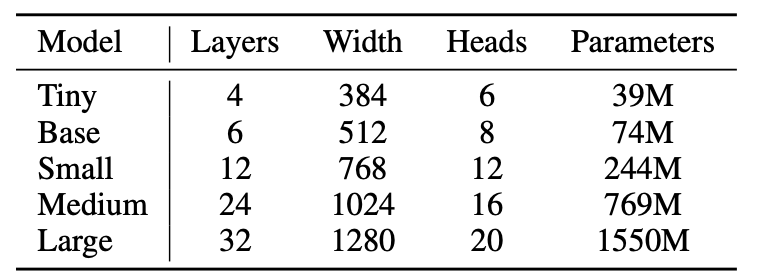 Model Layers Width Heads Parameters
Tiny 4 384 6 39M
Base 6 512 8 74M
Small 12 768 12 244M
Medium 24 1024 16 769M
Large 32 1280 20 1550M